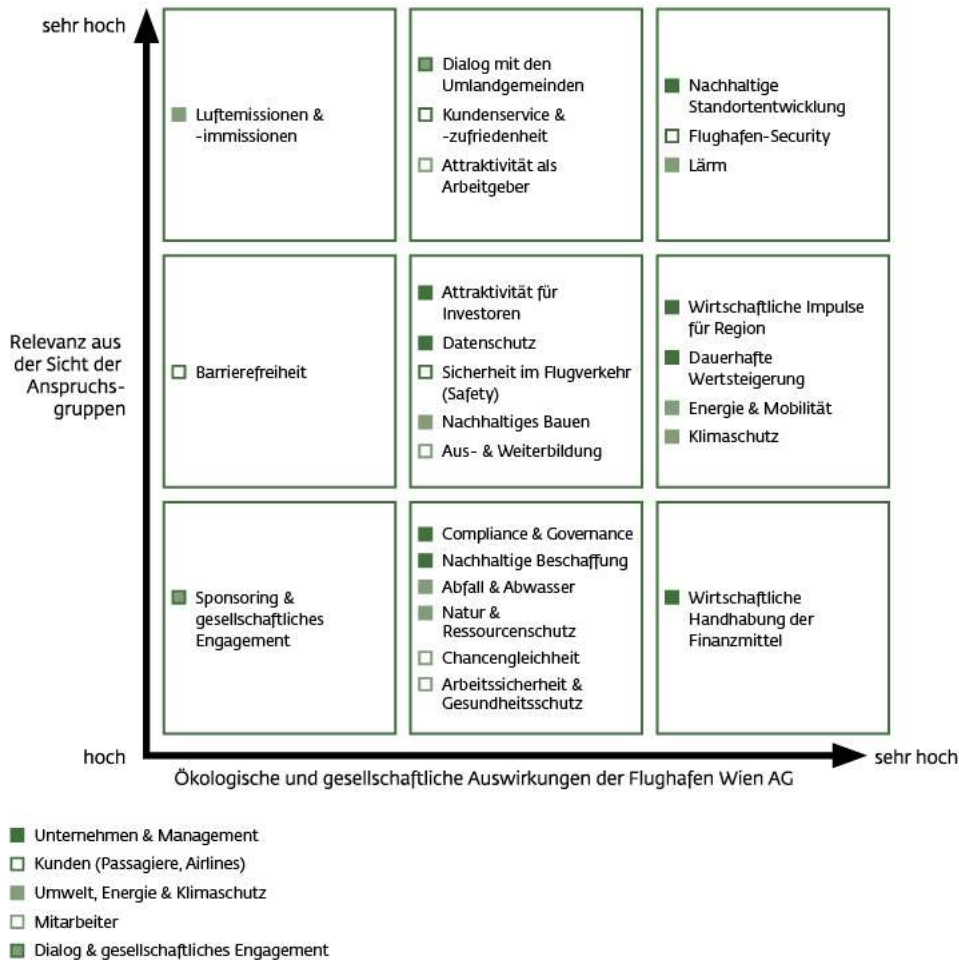 sehr hoch
Luftemissionen &
-immissionen
Dialog mit den
Umlandgemeinden
Kundenservice &
-zufriedenheit
Attraktivität als
Arbeitgeber
Nachhaltige
Standortentwicklung
Flughafen-Security
Lärm
Relevanz aus
der Sicht der
Anspruchs-
gruppen
Barrierefreiheit
Attraktivität für
Investoren
Datenschutz
Sicherheit im Flugverkehr
(Safety)
Nachhaltiges Bauen
Aus- & Weiterbildung
Wirtschaftliche Impulse
für Region
Dauerhafte
Wertsteigerung
Energie & Mobilität
Klimaschutz
Sponsoring &
gesellschaftliches
Engagement
Compliance & Governance
Nachhaltige Beschaffung
Abfall & Abwasser
Natur &
Ressourcenschutz
Chancengleichheit
Arbeitssicherheit &
Gesundheitsschutz
Wirtschaftliche
Handhabung der
Finanzmittel
hoch
sehr hoch
Ökologische und gesellschaftliche Auswirkungen der Flughafen Wien AG
Unternehmen & Management
Kunden (Passagiere, Airlines)
Umwelt, Energie & Klimaschutz
Mitarbeiter
Dialog & gesellschaftliches Engagement